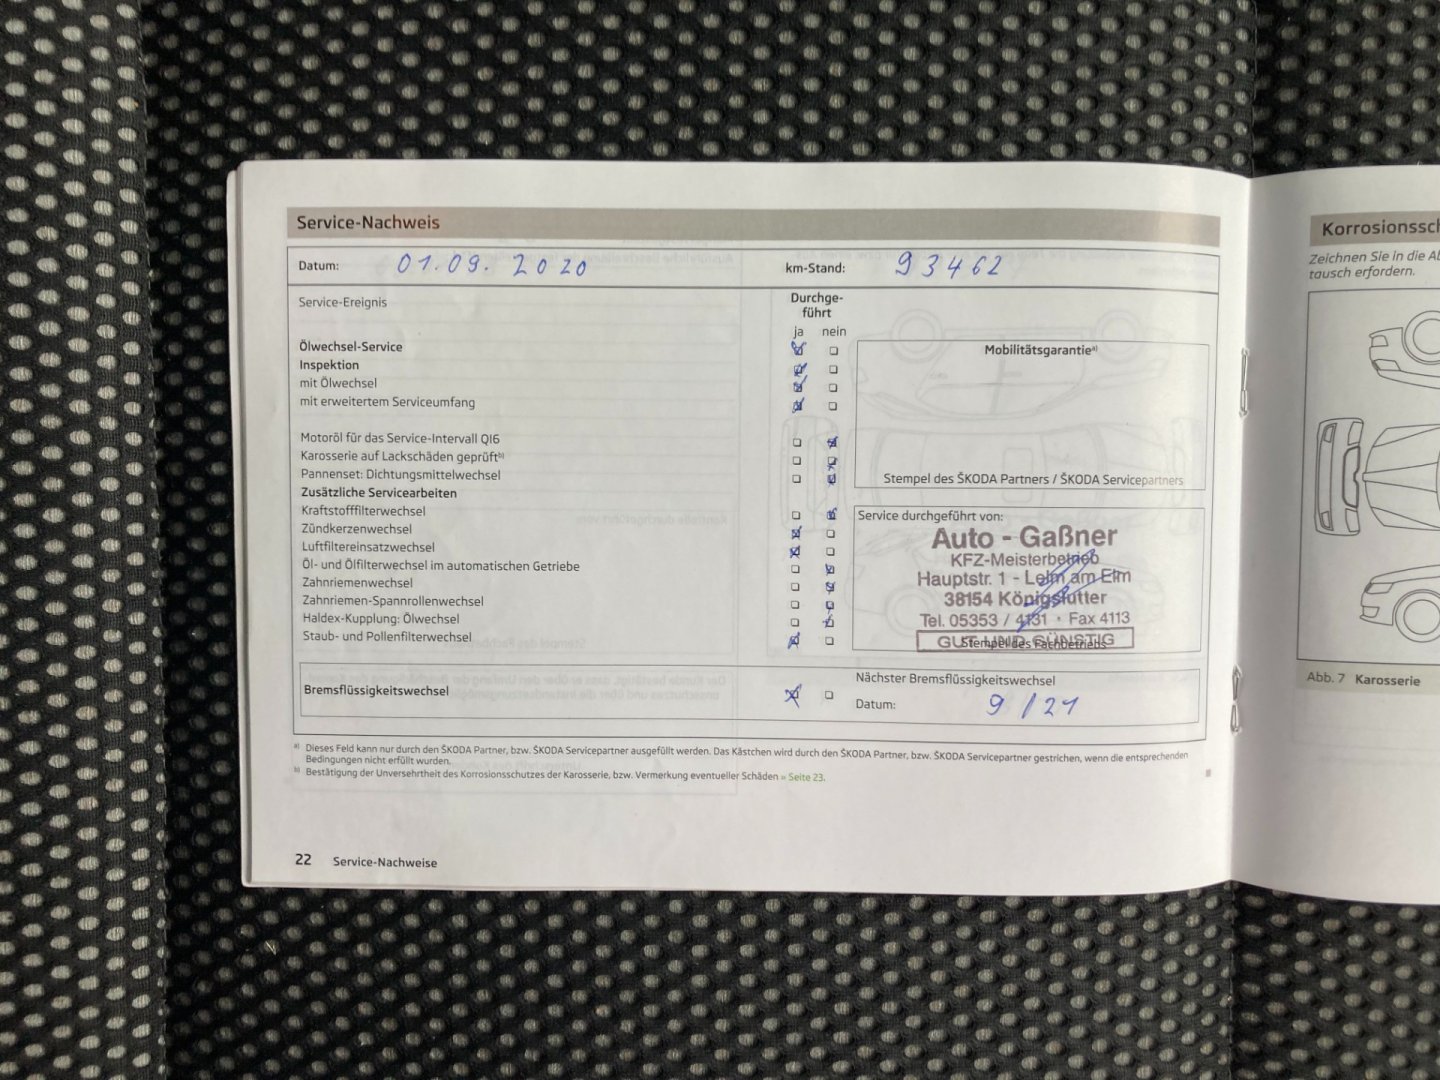 Service-Nachweis
Datum: 01.09.2020 km-Stand: 93462
Service-Ereignis
Durchge-
führt
ja nein
Ölwechsel-Service
Inspektion
mit Ölwechsel
mit erweitertem Serviceumfang
Motoröl für das Service-Intervall QI6
Karosserie auf Lackschäden geprüft b)
Pannenset: Dichtungsmittelwechsel
Zusätzliche Servicearbeiten
Kraftstofffilterwechsel
Zündkerzenwechsel
Luftfiltereinsatzwechsel
Öl- und Ölfilterwechsel im automatischen Getriebe
Zahnriemenwechsel
Zahnriemen-Spannrollenwechsel
Haldex-Kupplung: Ölwechsel
Staub- und Pollenfilterwechsel
Mobilitätsgarantie a)
Stempel des ŠKODA Partners / ŠKODA Servicepartners
Service durchgeführt von:
Auto - Gaßner
KFZ-Meisterbetrieb
Hauptstr. 1 - Lelm am Elm
38154 Königslutter
Tel. 05353 / 4131 · Fax 4113
GUT UND GÜNSTIG
Stempel des Fachbetriebs
Bremsflüssigkeitswechsel
Nächster Bremsflüssigkeitswechsel
Datum: 9/21
a) Dieses Feld kann nur durch den ŠKODA Partner, bzw. ŠKODA Servicepartner ausgefüllt werden. Das Kästchen wird durch den ŠKODA Partner, bzw. ŠKODA Servicepartner gestrichen, wenn die entsprechenden
Bedingungen nicht erfüllt wurden.
b) Bestätigung der Unversehrtheit des Korrosionsschutzes der Karosserie, bzw. Vermerkung eventueller Schäden » Seite 23.
22 Service-Nachweise
Korrosionssch
Zeichnen Sie in die Ab
tausch erfordern.
Abb. 7 Karosserie